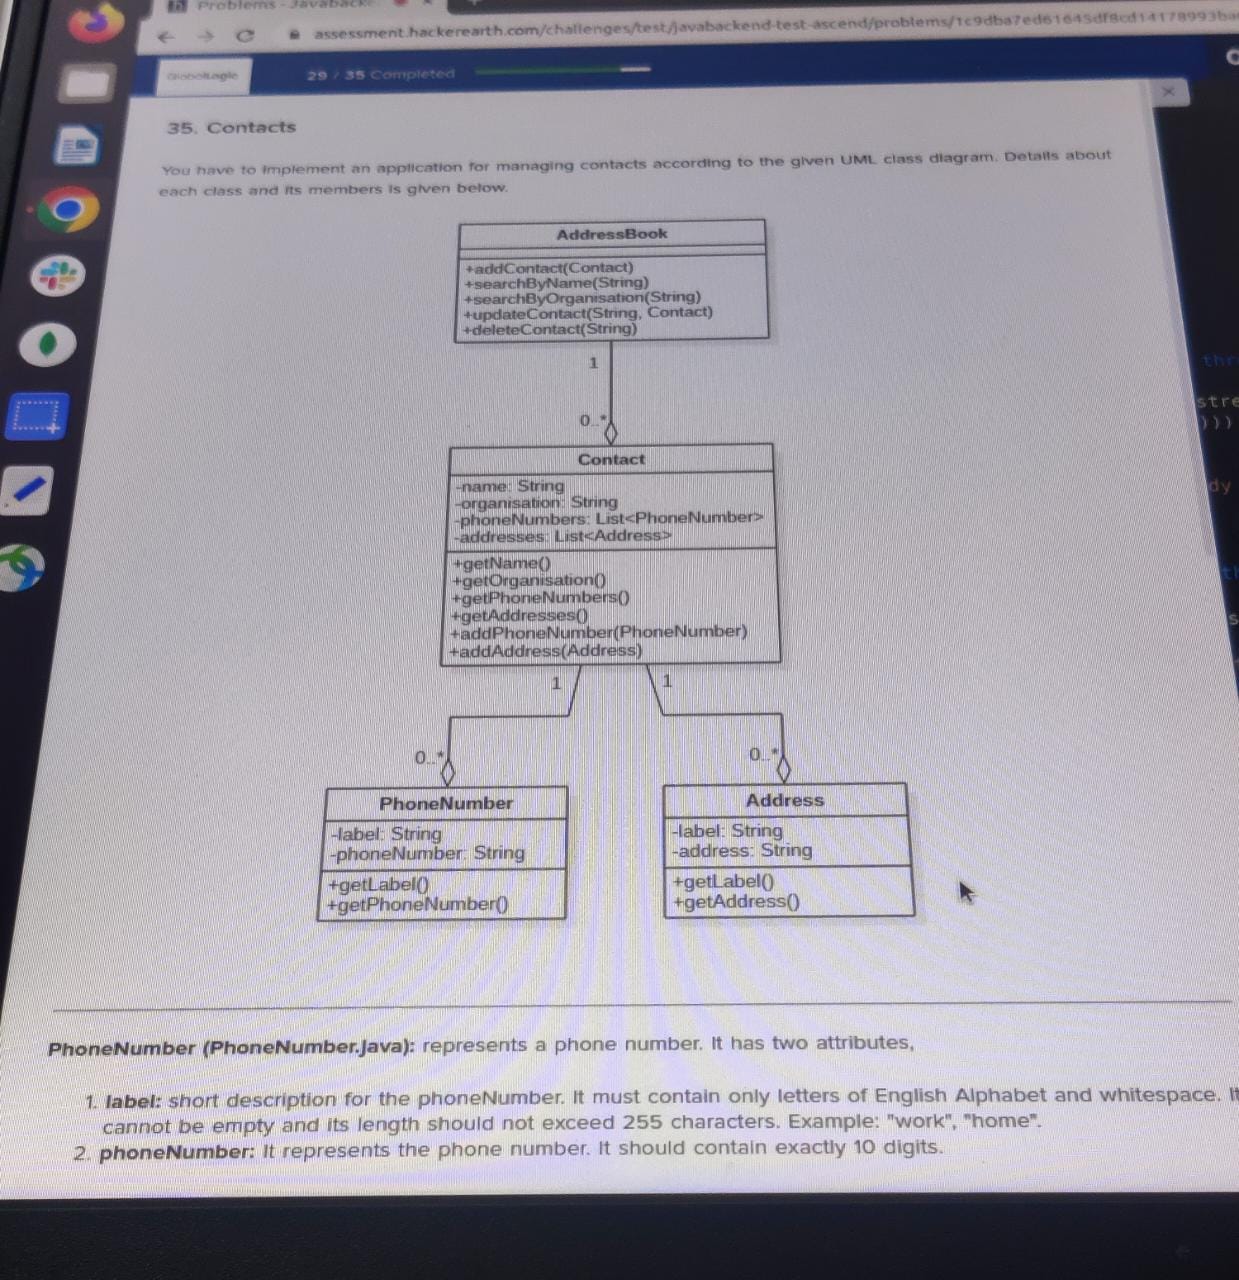 Problems - Javabacke
assessment.hackerearth.com/challenges/test/javabackend-test-ascend/problems/1c9dba7ed61645df8cd14178993ba
GlobalLogic
29 / 35 Completed
35. Contacts
You have to implement an application for managing contacts according to the given UML class diagram. Details about
each class and its members is given below.
AddressBook
+addContact(Contact)
+searchByName(String)
+searchByOrganisation(String)
+updateContact(String, Contact)
+deleteContact(String)
1
0..*
Contact
-name: String
-organisation: String
-phoneNumbers: List<PhoneNumber>
-addresses: List<Address>
+getName()
+getOrganisation()
+getPhoneNumbers()
+getAddresses()
+addPhoneNumber(PhoneNumber)
+addAddress(Address)
1 1
0..* 0..*
PhoneNumber
-label: String
-phoneNumber: String
+getLabel()
+getPhoneNumber()
Address
-label: String
-address: String
+getLabel()
+getAddress()
thr
stre
)))
dy
th
s
PhoneNumber (PhoneNumber.java): represents a phone number. It has two attributes,
1. label: short description for the phoneNumber. It must contain only letters of English Alphabet and whitespace. It
cannot be empty and its length should not exceed 255 characters. Example: "work", "home".
2. phoneNumber: It represents the phone number. It should contain exactly 10 digits.